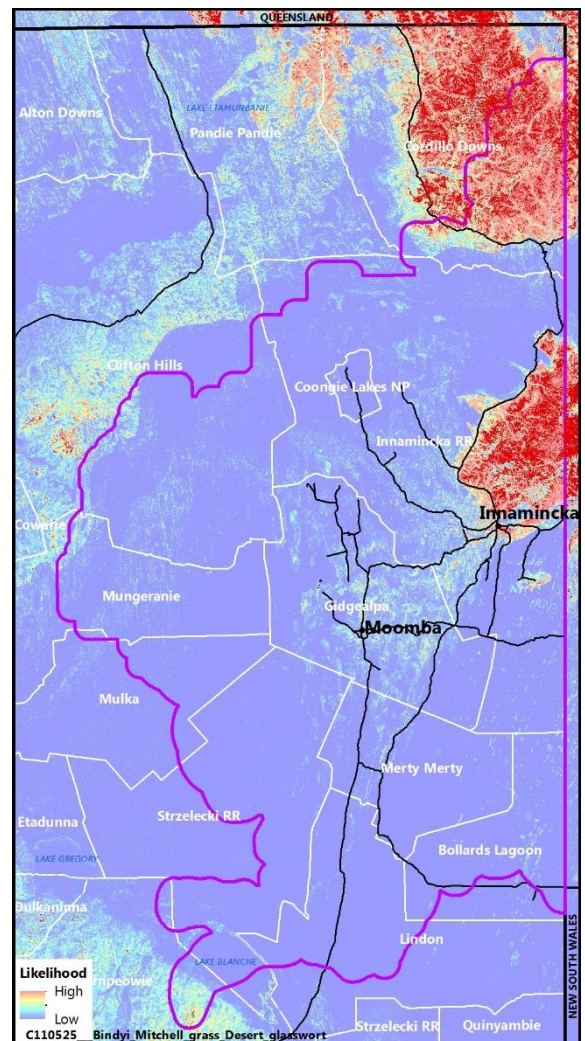 QUEENSLAND
LAKE ETAMUNBANIE
Alton Downs
Pandie Pandie
Cordillo Downs
Clifton Hills
Coongie Lakes NP
Innamincka RR
Innamincka
Cowarie
Mungeranie
Gidgealpa
Moomba
Mulka
Merty Merty
Etadunna
Strzelecki RR
LAKE GREGORY
Bollards Lagoon
Dulkaninna
Lindon
LAKE BLANCHE
NEW SOUTH WALES
Likelihood
High
Low
Strzelecki RR
Quinyambie
C110525__Bindyi_Mitchell_grass_Desert_glasswort